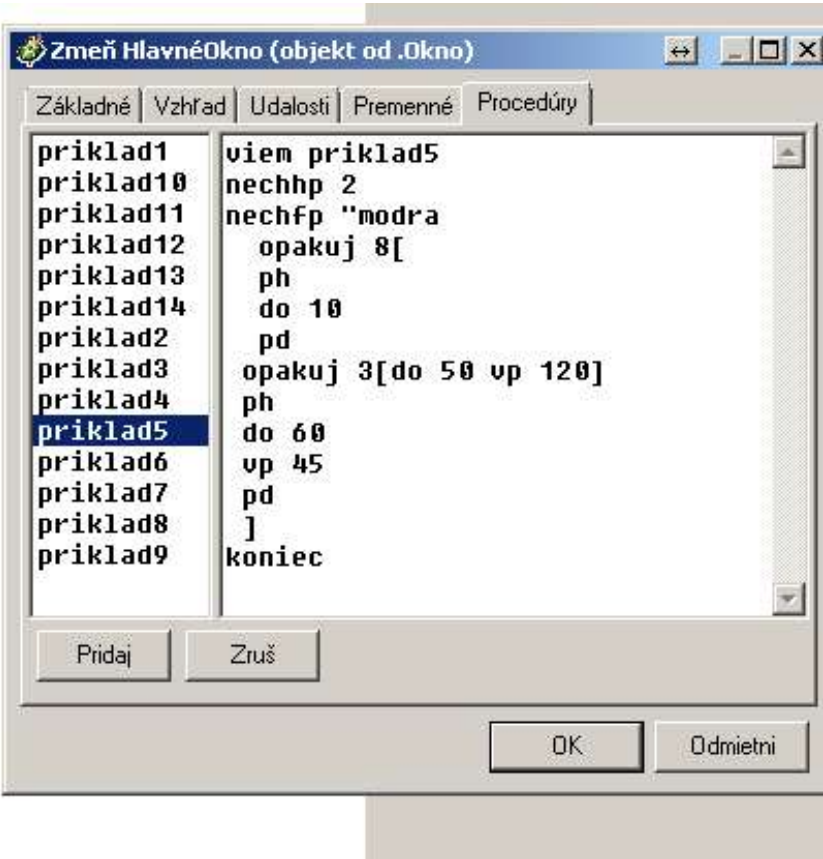 Zmeň HlavnéOkno (objekt od .Okno)
Základné Vzhľad Udalosti Premenné Procedúry
priklad1
priklad10
priklad11
priklad12
priklad13
priklad14
priklad2
priklad3
priklad4
priklad5
priklad6
priklad7
priklad8
priklad9
viem priklad5
nechhp 2
nechfp "modra
opakuj 8[
ph
do 10
pd
opakuj 3[do 50 vp 120]
ph
do 60
vp 45
pd
]
koniec
Pridaj Zruš
OK Odmietni